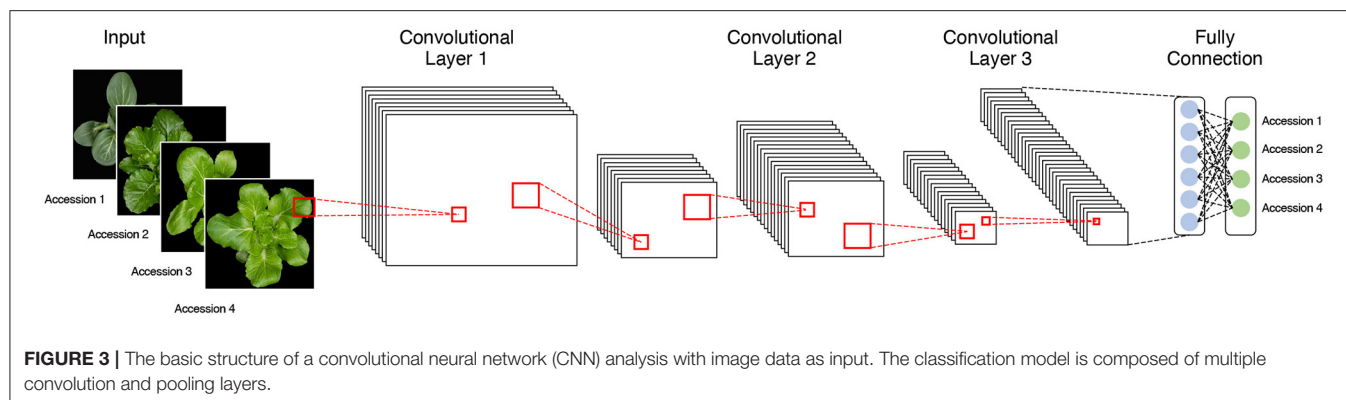 Input
Convolutional
Layer 1
Convolutional
Layer 2
Convolutional
Layer 3
Fully
Connection
Accession 1
Accession 2
Accession 3
Accession 4
Accession 1
Accession 2
Accession 3
Accession 4
FIGURE 3 | The basic structure of a convolutional neural network (CNN) analysis with image data as input. The classification model is composed of multiple
convolution and pooling layers.